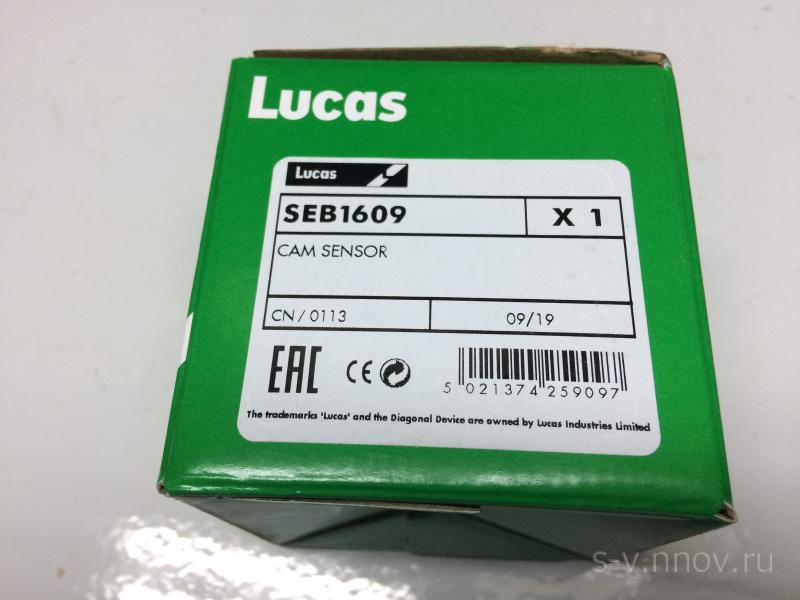 Lucas
Lucas
SEB1609
X 1
CAM SENSOR
CN / 0113
09/19
EAC CE
5 021374 259097
The trademarks 'Lucas' and the Diagonal Device are owned by Lucas Industries Limited
s-v.nnov.ru